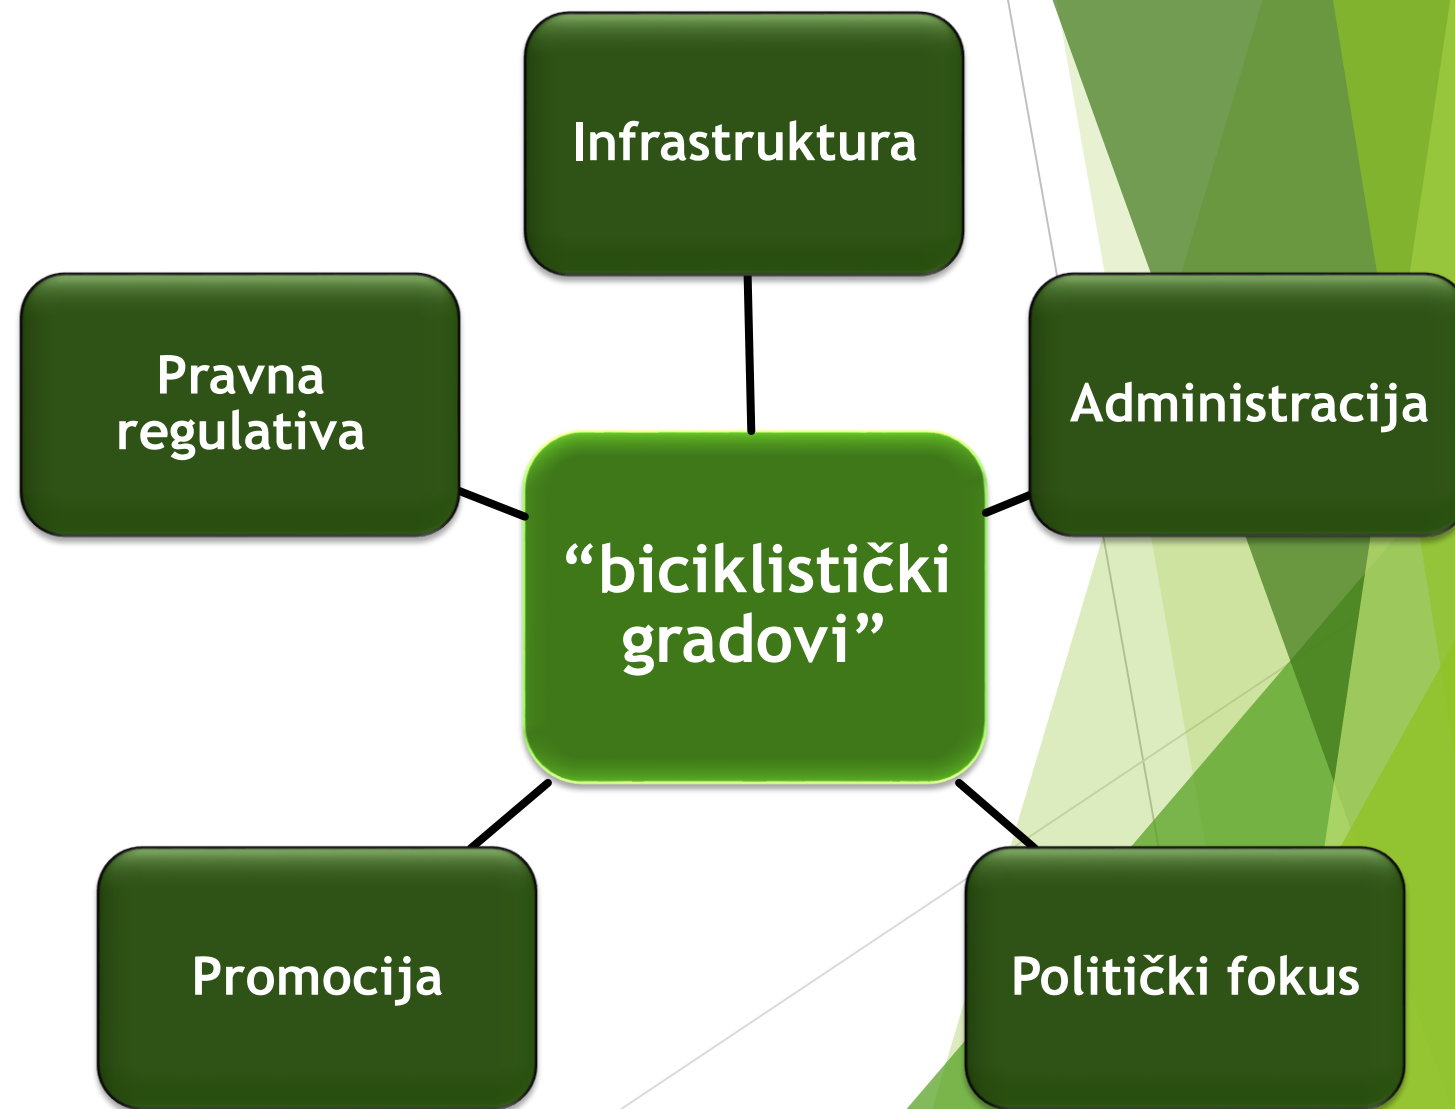 Infrastruktura
Pravna
regulativa
Administracija
“biciklistički
gradovi”
Promocija
Politički fokus